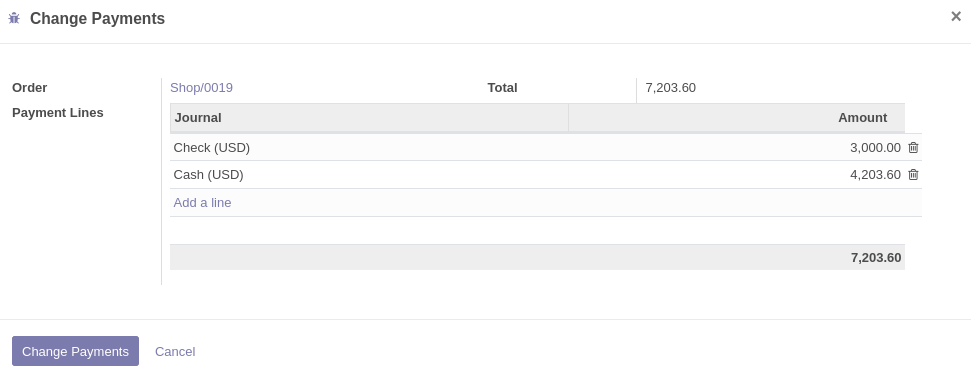 Change Payments ×
Order Shop/0019 Total 7,203.60
Payment Lines
Journal Amount
Check (USD) 3,000.00
Cash (USD) 4,203.60
Add a line
7,203.60
Change Payments Cancel